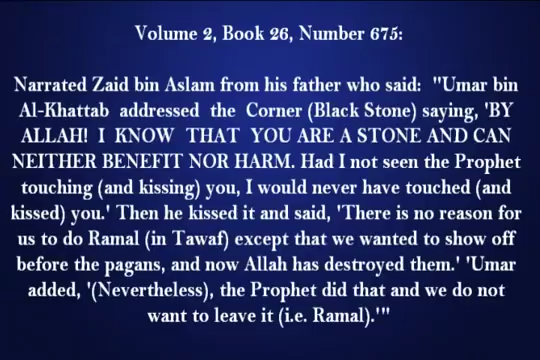 Volume 2, Book 26, Number 675:
Narrated Zaid bin Aslam from his father who said: "Umar bin
Al-Khattab addressed the Corner (Black Stone) saying, 'BY
ALLAH! I KNOW THAT YOU ARE A STONE AND CAN
NEITHER BENEFIT NOR HARM. Had I not seen the Prophet
touching (and kissing) you, I would never have touched (and
kissed) you.' Then he kissed it and said, 'There is no reason for
us to do Ramal (in Tawaf) except that we wanted to show off
before the pagans, and now Allah has destroyed them.' 'Umar
added, '(Nevertheless), the Prophet did that and we do not
want to leave it (i.e. Ramal).'"